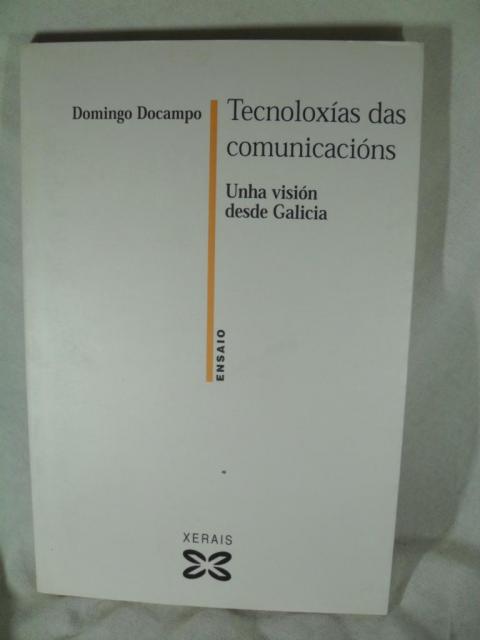 Domingo Docampo
Tecnoloxías das
comunicacións
Unha visión
desde Galicia
ENSAIO
XERAIS